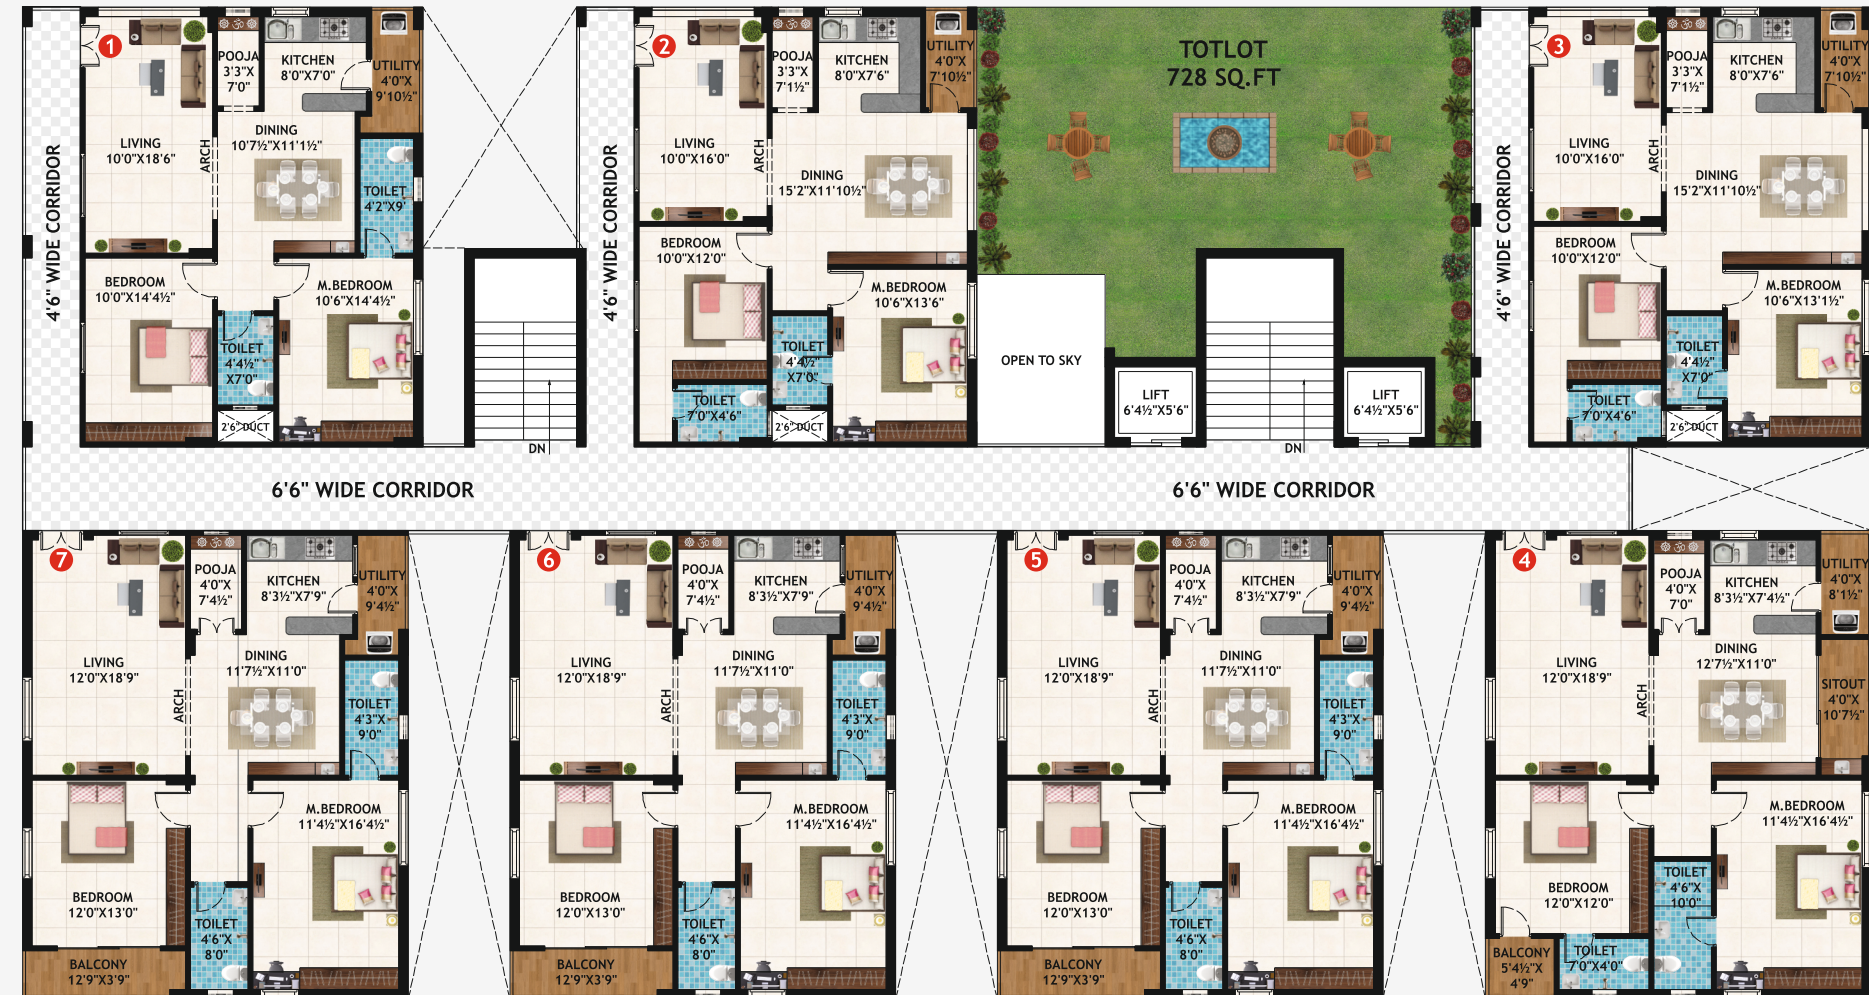 1
POOJA
3'3"X
7'0"
KITCHEN
8'0"X7'0"
UTILITY
4'0"X
9'10½"
LIVING
10'0"X18'6"
ARCH
DINING
10'7½"X11'1½"
TOILET
4'2"X9'
4'6" WIDE CORRIDOR
BEDROOM
10'0"X14'4½"
M.BEDROOM
10'6"X14'4½"
TOILET
4'4½"
X7'0"
2'6" DUCT
DN
2
POOJA
3'3"X
7'1½"
KITCHEN
8'0"X7'6"
UTILITY
4'0"X
7'10½"
LIVING
10'0"X16'0"
ARCH
DINING
15'2"X11'10½"
4'6" WIDE CORRIDOR
BEDROOM
10'0"X12'0"
M.BEDROOM
10'6"X13'6"
TOILET
4'4½"
X7'0"
TOILET
7'0"X4'6"
2'6" DUCT
TOTLOT
728 SQ.FT
OPEN TO SKY
LIFT
6'4½"X5'6"
DN
LIFT
6'4½"X5'6"
4'6" WIDE CORRIDOR
3
POOJA
3'3"X
7'1½"
KITCHEN
8'0"X7'6"
UTILITY
4'0"X
7'10½"
LIVING
10'0"X16'0"
ARCH
DINING
15'2"X11'10½"
BEDROOM
10'0"X12'0"
M.BEDROOM
10'6"X13'1½"
TOILET
4'4½"
X7'0"
TOILET
7'0"X4'6"
2'6" DUCT
6'6" WIDE CORRIDOR
6'6" WIDE CORRIDOR
7
POOJA
4'0"X
7'4½"
KITCHEN
8'3½"X7'9"
UTILITY
4'0"X
9'4½"
LIVING
12'0"X18'9"
ARCH
DINING
11'7½"X11'0"
TOILET
4'3"X
9'0"
M.BEDROOM
11'4½"X16'4½"
BEDROOM
12'0"X13'0"
TOILET
4'6"X
8'0"
BALCONY
12'9"X3'9"
6
POOJA
4'0"X
7'4½"
KITCHEN
8'3½"X7'9"
UTILITY
4'0"X
9'4½"
LIVING
12'0"X18'9"
ARCH
DINING
11'7½"X11'0"
TOILET
4'3"X
9'0"
M.BEDROOM
11'4½"X16'4½"
BEDROOM
12'0"X13'0"
TOILET
4'6"X
8'0"
BALCONY
12'9"X3'9"
5
POOJA
4'0"X
7'4½"
KITCHEN
8'3½"X7'9"
UTILITY
4'0"X
9'4½"
LIVING
12'0"X18'9"
ARCH
DINING
11'7½"X11'0"
TOILET
4'3"X
9'0"
M.BEDROOM
11'4½"X16'4½"
BEDROOM
12'0"X13'0"
TOILET
4'6"X
8'0"
BALCONY
12'9"X3'9"
4
POOJA
4'0"X
7'0"
KITCHEN
8'3½"X7'4½"
UTILITY
4'0"X
8'1½"
LIVING
12'0"X18'9"
ARCH
DINING
12'7½"X11'0"
SITOUT
4'0"X
10'7½"
M.BEDROOM
11'4½"X16'4½"
BEDROOM
12'0"X12'0"
TOILET
4'6"X
10'0"
BALCONY
5'4½"X
4'9"
TOILET
7'0"X4'0"